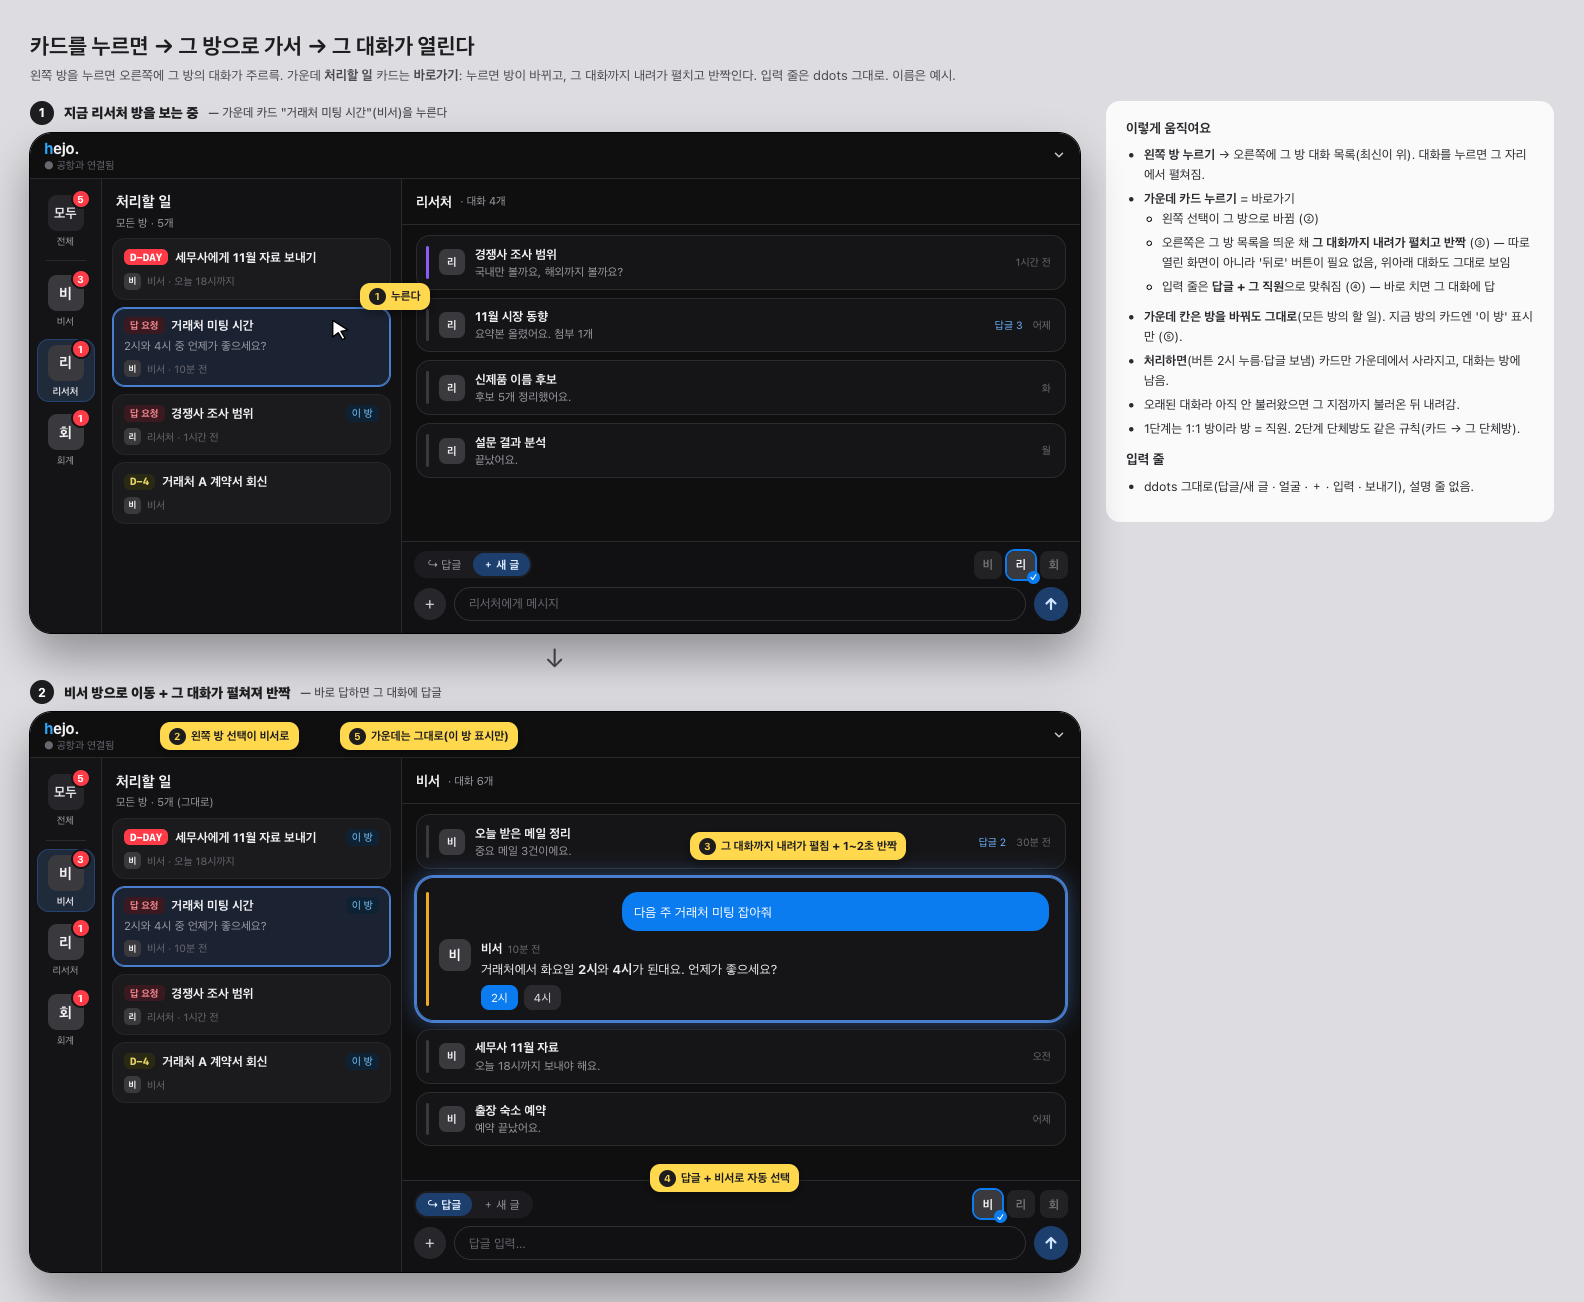 카드를 누르면 → 그 방으로 가서 → 그 대화가 열린다
왼쪽 방을 누르면 오른쪽에 그 방의 대화가 주르륵. 가운데 처리할 일 카드는 바로가기: 누르면 방이 바뀌고, 그 대화까지 내려가 펼치고 반짝인다. 입력 줄은 ddots 그대로. 이름은 예시.
1 지금 리서처 방을 보는 중 — 가운데 카드 "거래처 미팅 시간"(비서)을 누른다
hejo.
공항과 연결됨
모두
5
전체
비
3
비서
리
1
리서처
회
1
회계
처리할 일
모든 방 · 5개
D-DAY 세무사에게 11월 자료 보내기
비 비서 · 오늘 18시까지
1 누른다
답 요청 거래처 미팅 시간
2시와 4시 중 언제가 좋으세요?
비 비서 · 10분 전
답 요청 경쟁사 조사 범위 이 방
리 리서처 · 1시간 전
D-4 거래처 A 계약서 회신
비 비서
리서처 · 대화 4개
리 경쟁사 조사 범위 1시간 전
국내만 볼까요, 해외까지 볼까요?
리 11월 시장 동향 답글 3 어제
요약본 올렸어요. 첨부 1개
리 신제품 이름 후보 화
후보 5개 정리했어요.
리 설문 결과 분석 월
끝났어요.
↪ 답글 + 새 글 비 리 회
+ 리서처에게 메시지 ↑
↓
2 비서 방으로 이동 + 그 대화가 펼쳐져 반짝 — 바로 답하면 그 대화에 답글
hejo.
공항과 연결됨
2 왼쪽 방 선택이 비서로
5 가운데는 그대로(이 방 표시만)
모두
5
전체
비
3
비서
리
1
리서처
회
1
회계
처리할 일
모든 방 · 5개 (그대로)
D-DAY 세무사에게 11월 자료 보내기 이 방
비 비서 · 오늘 18시까지
답 요청 거래처 미팅 시간 이 방
2시와 4시 중 언제가 좋으세요?
비 비서 · 10분 전
답 요청 경쟁사 조사 범위
리 리서처 · 1시간 전
D-4 거래처 A 계약서 회신 이 방
비 비서
비서 · 대화 6개
비 오늘 받은 메일 정리 답글 2 30분 전
중요 메일 3건이에요.
3 그 대화까지 내려가 펼침 + 1~2초 반짝
다음 주 거래처 미팅 잡아줘
비 비서 10분 전
거래처에서 화요일 2시와 4시가 된대요. 언제가 좋으세요?
2시 4시
비 세무사 11월 자료 오전
오늘 18시까지 보내야 해요.
비 출장 숙소 예약 어제
예약 끝났어요.
4 답글 + 비서로 자동 선택
↪ 답글 + 새 글 비 리 회
+ 답글 입력... ↑
이렇게 움직여요
• 왼쪽 방 누르기 → 오른쪽에 그 방 대화 목록(최신이 위). 대화를 누르면 그 자리
에서 펼쳐짐.
• 가운데 카드 누르기 = 바로가기
◦ 왼쪽 선택이 그 방으로 바뀜 (②)
◦ 오른쪽은 그 방 목록을 띄운 채 그 대화까지 내려가 펼치고 반짝 (③) — 따로
열린 화면이 아니라 '뒤로' 버튼이 필요 없음, 위아래 대화도 그대로 보임
◦ 입력 줄은 답글 + 그 직원으로 맞춰짐 (④) — 바로 치면 그 대화에 답
• 가운데 칸은 방을 바꿔도 그대로(모든 방의 할 일). 지금 방의 카드엔 '이 방' 표시
만 (⑤).
• 처리하면(버튼 2시 누름·답글 보냄) 카드만 가운데에서 사라지고, 대화는 방에
남음.
• 오래된 대화라 아직 안 불러왔으면 그 지점까지 불러온 뒤 내려감.
• 1단계는 1:1 방이라 방 = 직원. 2단계 단체방도 같은 규칙(카드 → 그 단체방).
입력 줄
• ddots 그대로(답글/새 글 · 얼굴 · + · 입력 · 보내기), 설명 줄 없음.